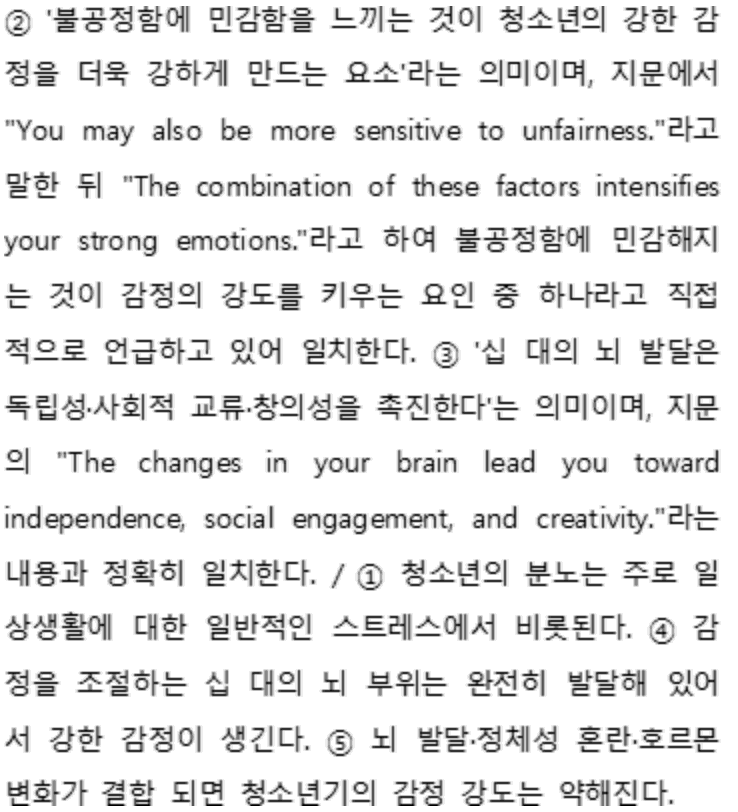 ② '불공정함에 민감함을 느끼는 것이 청소년의 강한 감
정을 더욱 강하게 만드는 요소'라는 의미이며, 지문에서
"You may also be more sensitive to unfairness."라고
말한 뒤 "The combination of these factors intensifies
your strong emotions."라고 하여 불공정함에 민감해지
는 것이 감정의 강도를 키우는 요인 중 하나라고 직접
적으로 언급하고 있어 일치한다. ③ '십 대의 뇌 발달은
독립성·사회적 교류·창의성을 촉진한다'는 의미이며, 지문
의 "The changes in your brain lead you toward
independence, social engagement, and creativity."라는
내용과 정확히 일치한다. / ① 청소년의 분노는 주로 일
상생활에 대한 일반적인 스트레스에서 비롯된다. ④ 감
정을 조절하는 십 대의 뇌 부위는 완전히 발달해 있어
서 강한 감정이 생긴다. ⑤ 뇌 발달·정체성 혼란·호르몬
변화가 결합 되면 청소년기의 감정 강도는 약해진다.